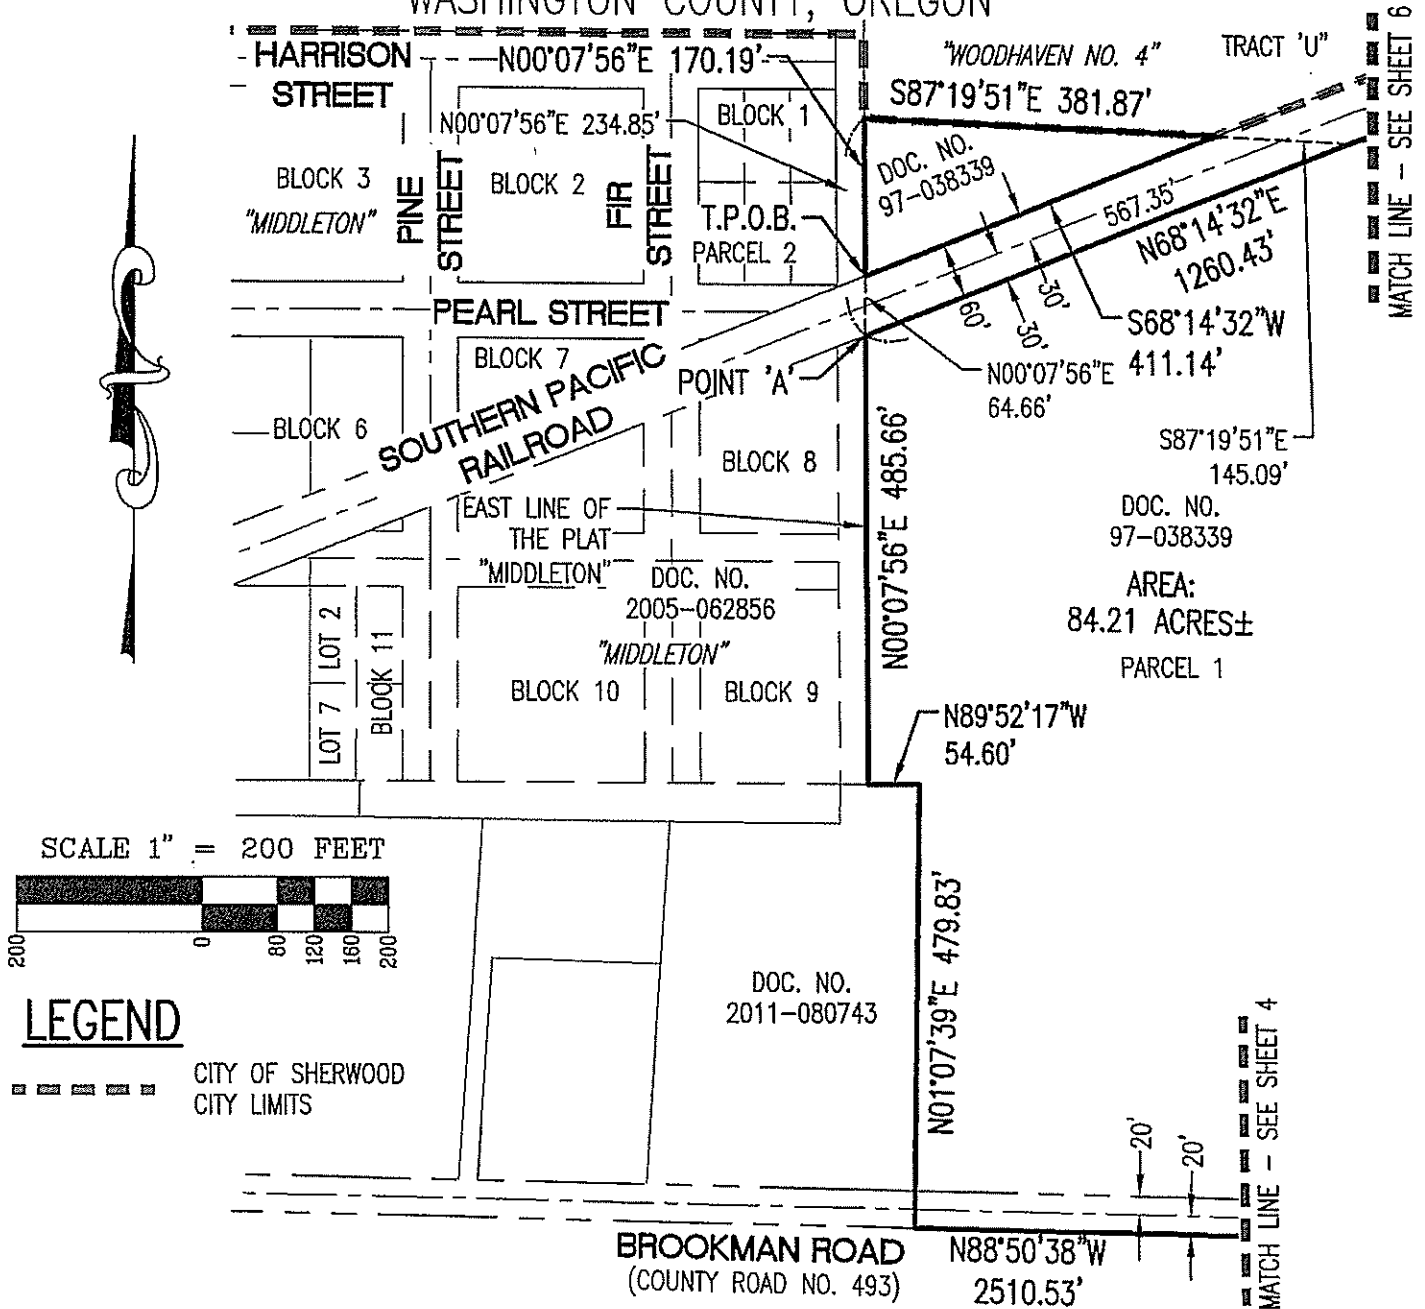 WASHINGTON COUNTY, OREGON
HARRISON
STREET
N00°07'56"E 170.19'
"WOODHAVEN NO. 4"
TRACT 'U"
MATCH LINE - SEE SHEET 6
S87°19'51"E 381.87'
N00°07'56"E 234.85'
BLOCK 1
DOC. NO.
97-038339
BLOCK 3
"MIDDLETON"
PINE
STREET
BLOCK 2
FIR
STREET
T.P.O.B.
PARCEL 2
567.35'
N68°14'32"E
1260.43'
PEARL STREET
60'
30'
30'
S68°14'32"W
411.14'
BLOCK 7
POINT 'A'
N00°07'56"E
64.66'
SOUTHERN PACIFIC
RAILROAD
BLOCK 6
BLOCK 8
N00°07'56"E 485.66'
S87°19'51"E
145.09'
EAST LINE OF
THE PLAT
"MIDDLETON"
DOC. NO.
97-038339
DOC. NO.
2005-062856
AREA:
84.21 ACRES±
PARCEL 1
LOT 2
LOT 7
BLOCK 11
"MIDDLETON"
BLOCK 10
BLOCK 9
N89°52'17"W
54.60'
SCALE 1" = 200 FEET
200
0
80
120
160
200
DOC. NO.
2011-080743
N01°07'39"E 479.83'
LEGEND
CITY OF SHERWOOD
CITY LIMITS
20'
20'
MATCH LINE - SEE SHEET 4
BROOKMAN ROAD
(COUNTY ROAD NO. 493)
N88°50'38"W
2510.53'